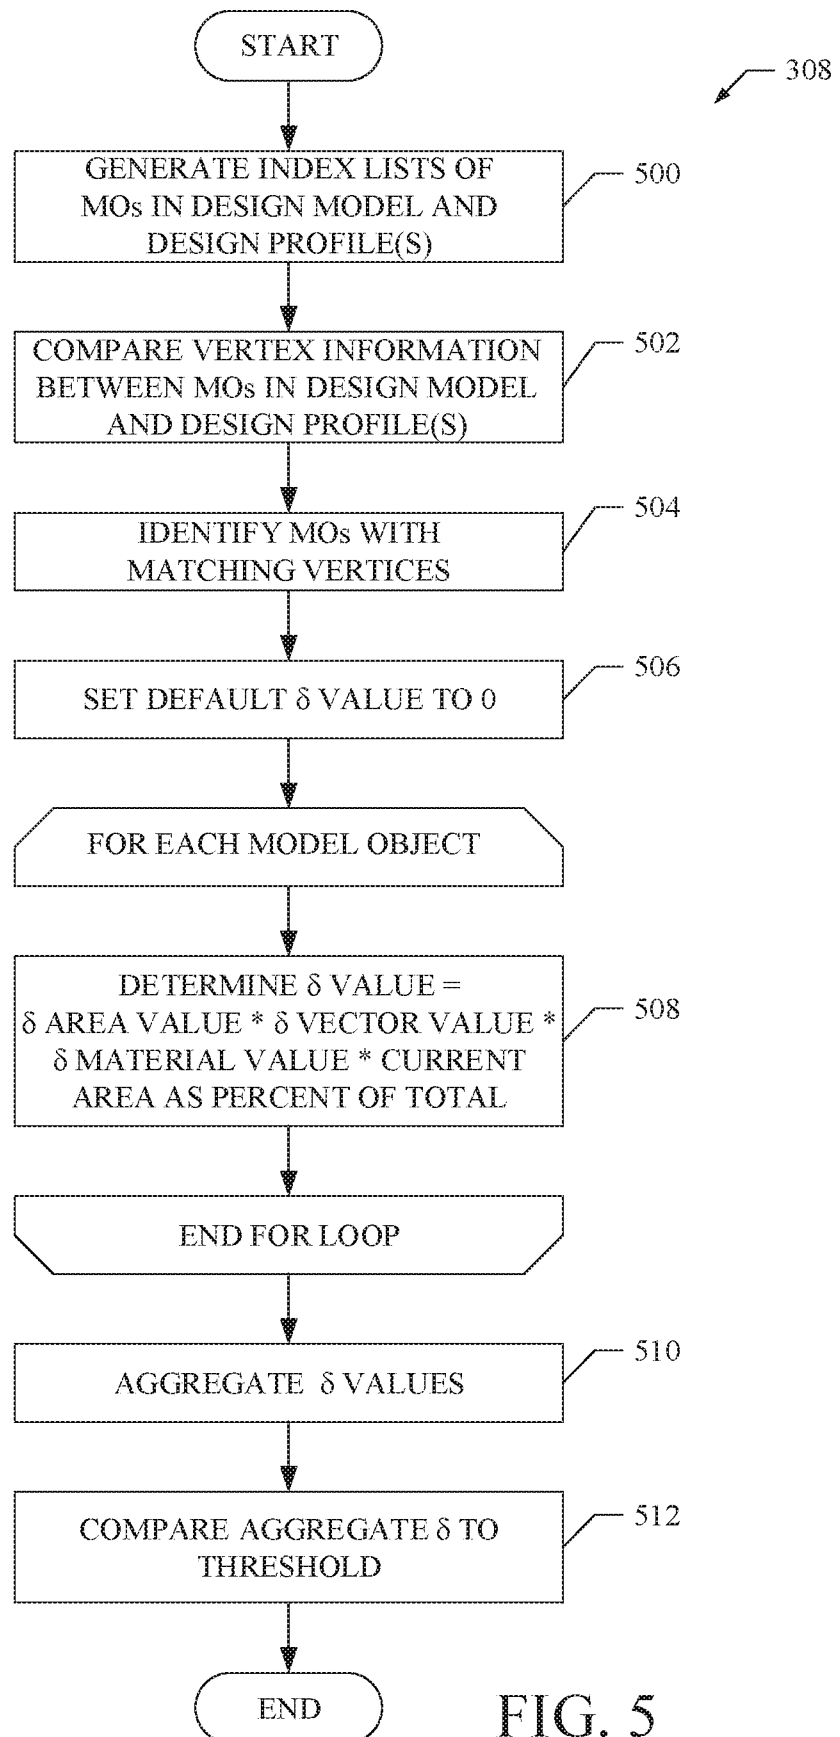 START
308
GENERATE INDEX LISTS OF
MOs IN DESIGN MODEL AND
DESIGN PROFILE(S)
500
COMPARE VERTEX INFORMATION
BETWEEN MOs IN DESIGN MODEL
AND DESIGN PROFILE(S)
502
IDENTIFY MOs WITH
MATCHING VERTICES
504
SET DEFAULT δ VALUE TO 0
506
FOR EACH MODEL OBJECT
DETERMINE δ VALUE =
δ AREA VALUE * δ VECTOR VALUE *
δ MATERIAL VALUE * CURRENT
AREA AS PERCENT OF TOTAL
508
END FOR LOOP
AGGREGATE δ VALUES
510
COMPARE AGGREGATE δ TO
THRESHOLD
512
END
FIG. 5